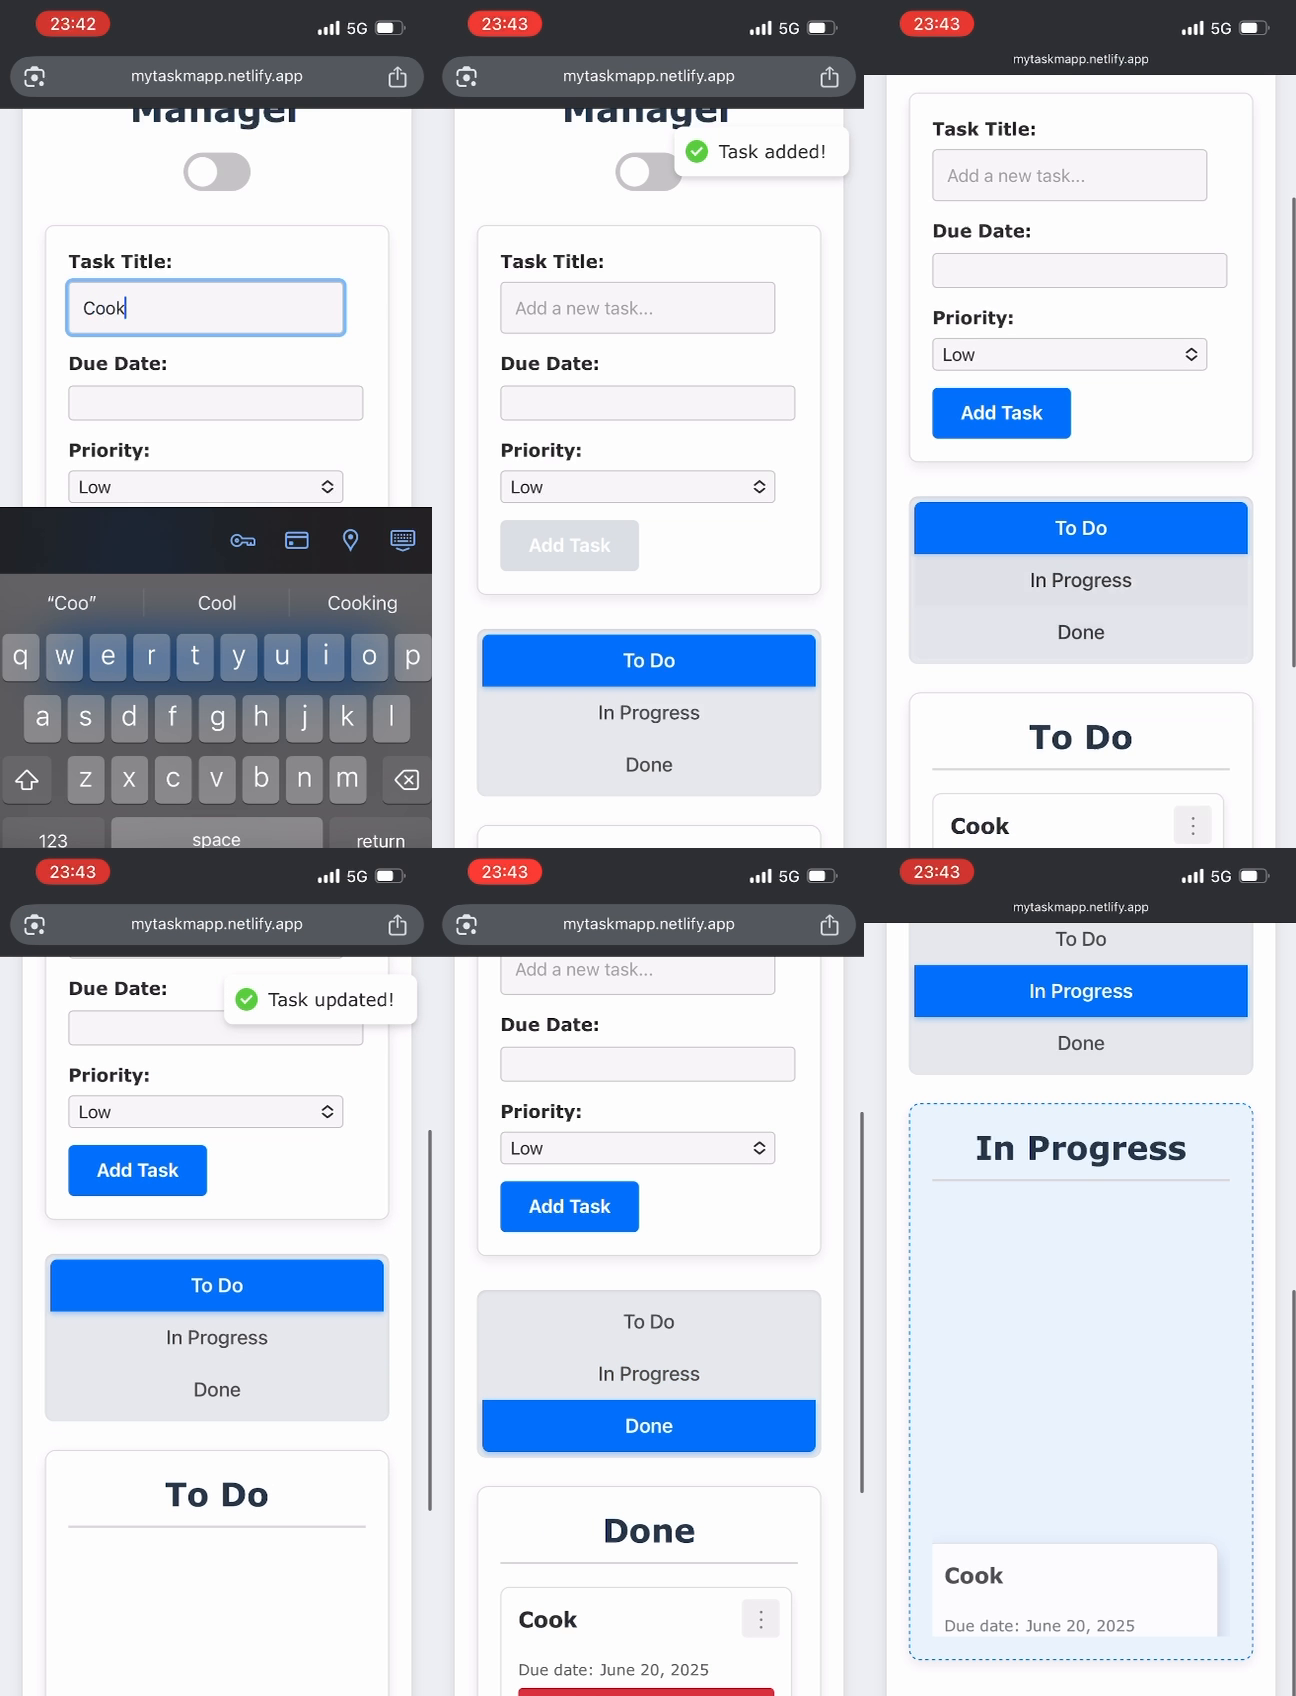 23:42
5G
mytaskmapp.netlify.app
Manager
Task Title:
Cook
Due Date:
Priority:
Low
“Coo”
Cool
Cooking
q w e r t y u i o p
a s d f g h j k l
z x c v b n m
123
space
return
23:43
5G
mytaskmapp.netlify.app
Manager
Task added!
Task Title:
Add a new task...
Due Date:
Priority:
Low
Add Task
To Do
In Progress
Done
23:43
5G
mytaskmapp.netlify.app
Task Title:
Add a new task...
Due Date:
Priority:
Low
Add Task
To Do
In Progress
Done
To Do
Cook
23:43
5G
mytaskmapp.netlify.app
Due Date:
Task updated!
Priority:
Low
Add Task
To Do
In Progress
Done
To Do
23:43
5G
mytaskmapp.netlify.app
Add a new task...
Due Date:
Priority:
Low
Add Task
To Do
In Progress
Done
Done
Cook
Due date: June 20, 2025
23:43
5G
mytaskmapp.netlify.app
To Do
In Progress
Done
In Progress
Cook
Due date: June 20, 2025